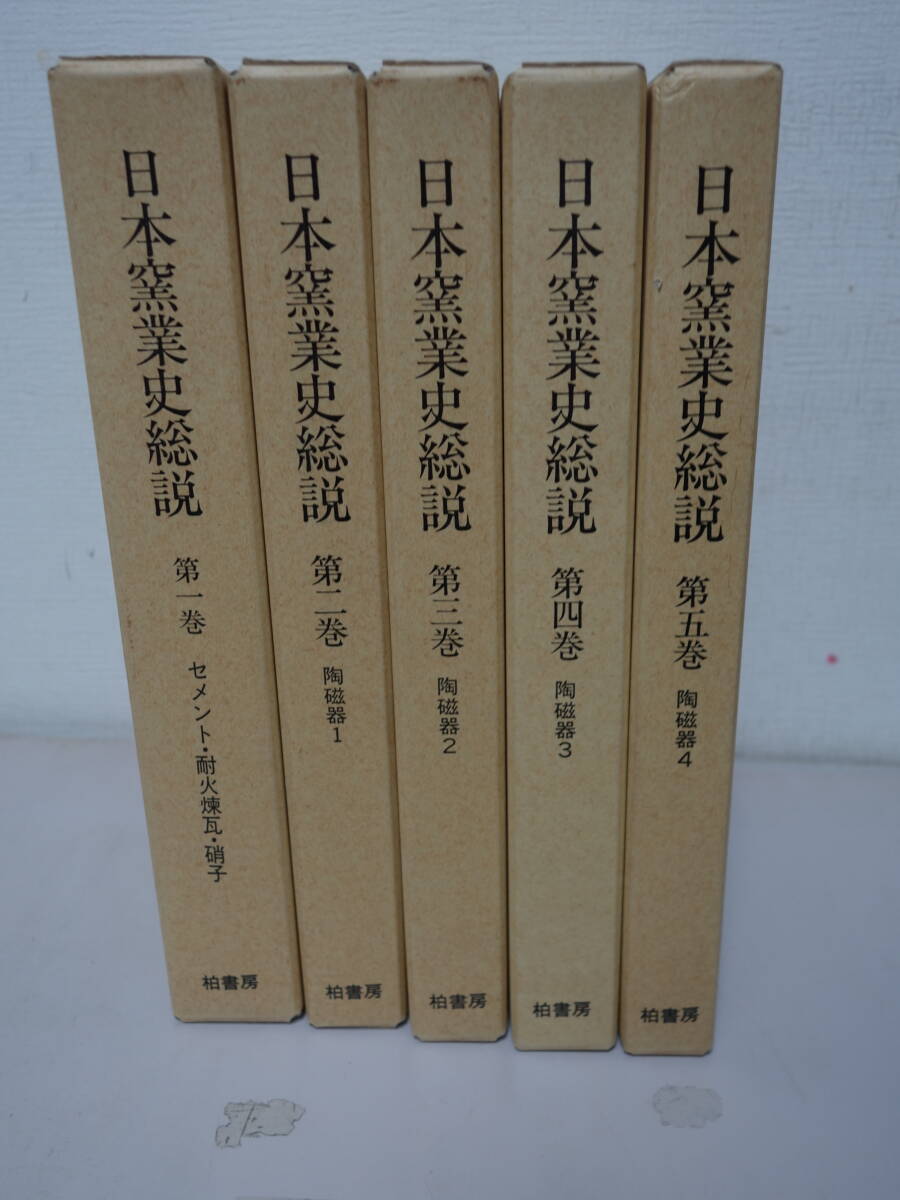 日本窯業史総説 第一巻 セメント・耐火煉瓦・硝子
柏書房
日本窯業史総説 第二巻 陶磁器1
柏書房
日本窯業史総説 第三巻 陶磁器2
柏書房
日本窯業史総説 第四巻 陶磁器3
柏書房
日本窯業史総説 第五巻 陶磁器4
柏書房